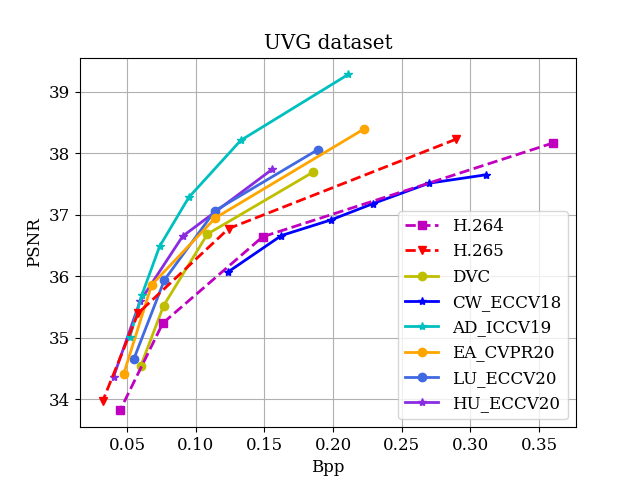 UVG dataset
PSNR
39
38
37
36
35
34
0.05 0.10 0.15 0.20 0.25 0.30 0.35
Bpp
H.264
H.265
DVC
CW_ECCV18
AD_ICCV19
EA_CVPR20
LU_ECCV20
HU_ECCV20